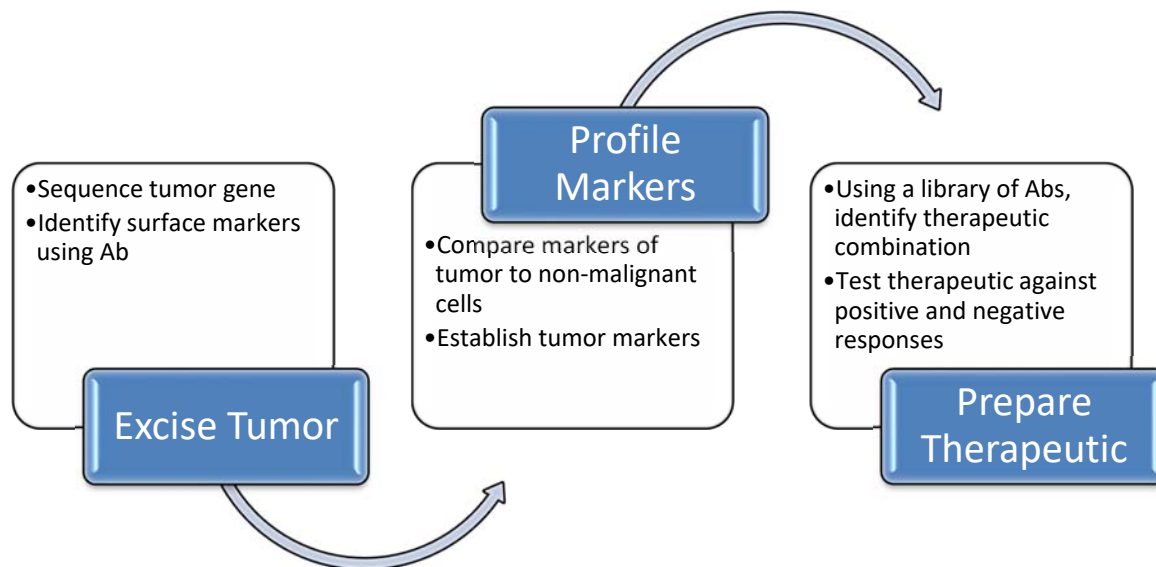 •Sequence tumor gene
•Identify surface markers
using Ab
Excise Tumor
Profile
Markers
•Compare markers of
tumor to non-malignant
cells
•Establish tumor markers
•Using a library of Abs,
identify therapeutic
combination
•Test therapeutic against
positive and negative
responses
Prepare
Therapeutic